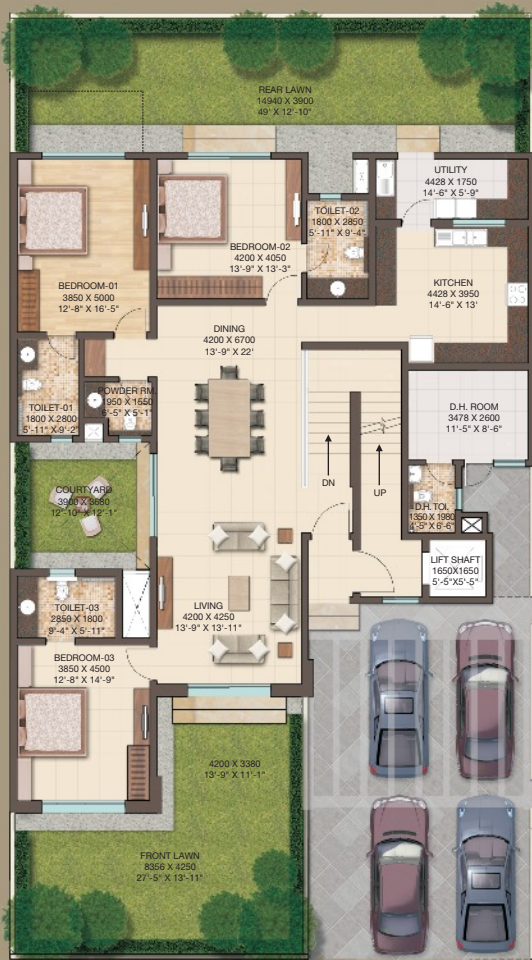 REAR LAWN
14940 X 3900
49' X 12'-10"
UTILITY
4428 X 1750
14'-6" X 5'-9"
TOILET-02
1800 X 2850
5'-11" X 9'-4"
BEDROOM-02
4200 X 4050
13'-9" X 13'-3"
BEDROOM-01
3850 X 5000
12'-8" X 16'-5"
KITCHEN
4428 X 3950
14'-6" X 13'
DINING
4200 X 6700
13'-9" X 22'
POWDER RM.
1950 X 1550
6'-5" X 5'-1"
TOILET-01
1800 X 2800
5'-11" X 9'-2"
D.H. ROOM
3478 X 2600
11'-5" X 8'-6"
COURTYARD
3900 X 3680
12'-10" X 12'-1"
DN
UP
D.H. TOI.
1350 X 1980
4'-5" X 6'-6"
LIFT SHAFT
1650X1650
5'-5"X5'-5"
TOILET-03
2850 X 1800
9'-4" X 5'-11"
LIVING
4200 X 4250
13'-9" X 13'-11"
BEDROOM-03
3850 X 4500
12'-8" X 14'-9"
4200 X 3380
13'-9" X 11'-1"
FRONT LAWN
8356 X 4250
27'-5" X 13'-11"